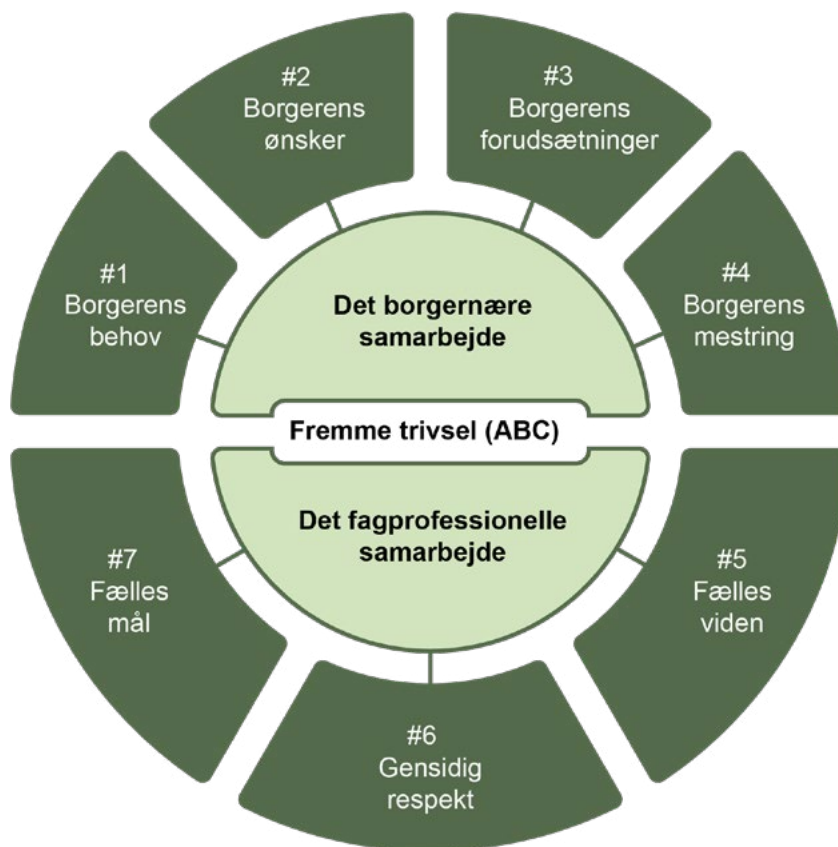 #1
Borgerens
behov
#2
Borgerens
ønsker
#3
Borgerens
forudsætninger
#4
Borgerens
mestring
Det borgernære
samarbejde
Fremme trivsel (ABC)
Det fagprofessionelle
samarbejde
#5
Fælles
viden
#6
Gensidig
respekt
#7
Fælles
mål